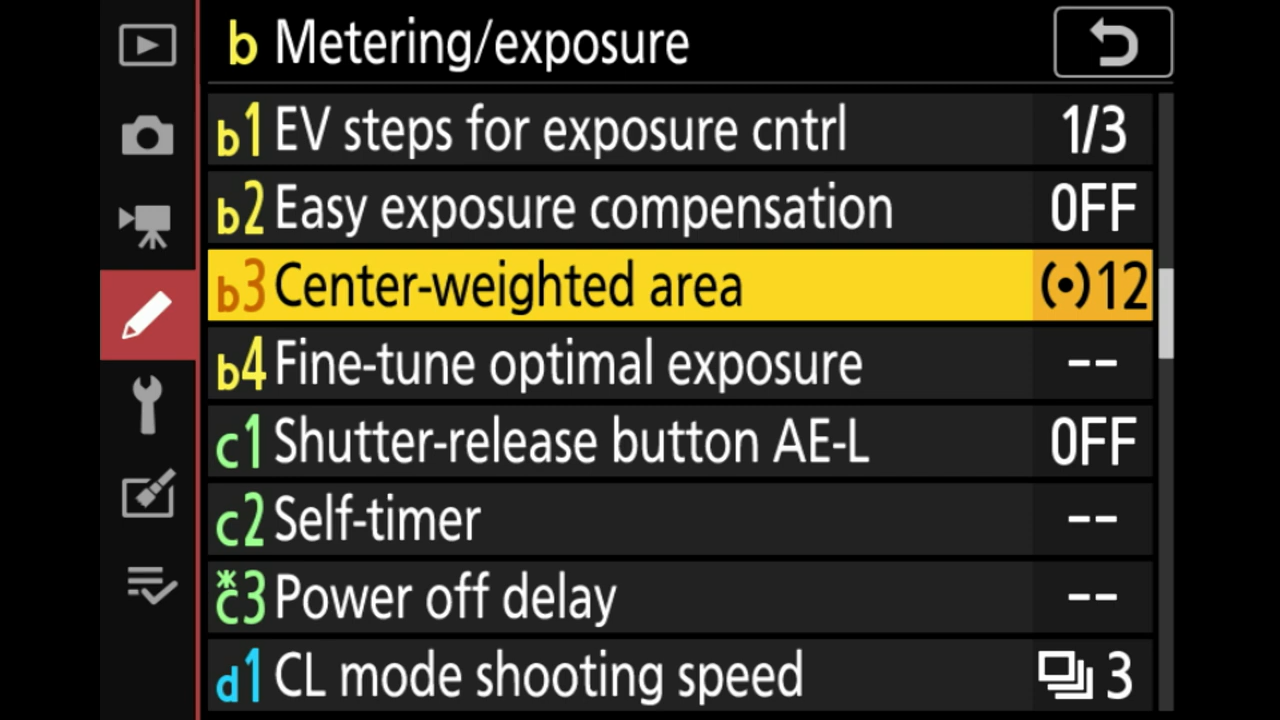 b Metering/exposure
b1 EV steps for exposure cntrl 1/3
b2 Easy exposure compensation OFF
b3 Center-weighted area (•)12
b4 Fine-tune optimal exposure --
c1 Shutter-release button AE-L OFF
c2 Self-timer --
*c3 Power off delay --
d1 CL mode shooting speed 3